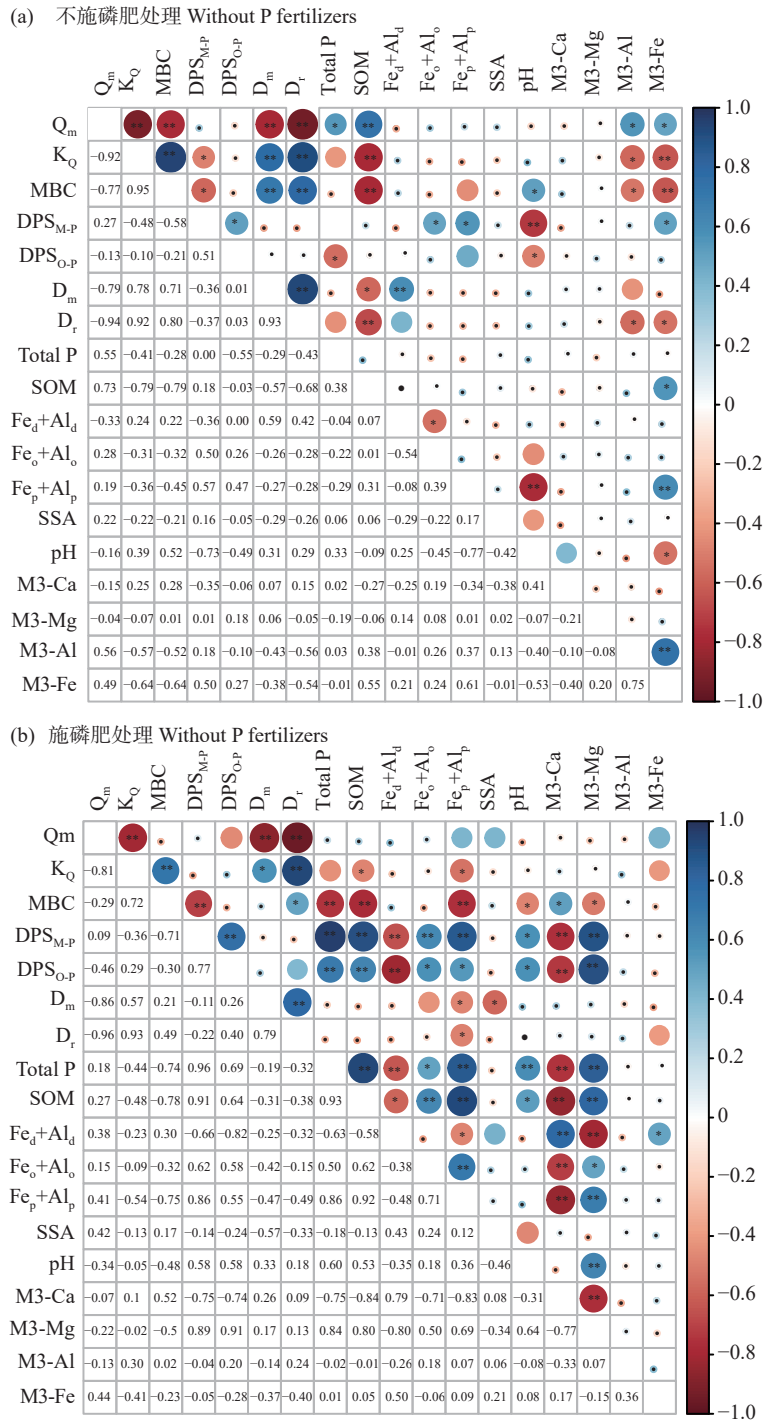 (a) 不施磷肥处理 Without P fertilizers
Qm KQ MBC DPSM-P DPSO-P Dm Dr Total P SOM Fed+Ald Feo+Alo Fep+Alp SSA pH M3-Ca M3-Mg M3-Al M3-Fe
Qm ** ** ** ** * ** * *
KQ −0.92 ** * ** ** ** * **
MBC −0.77 0.95 * ** ** ** * * **
DPSM-P 0.27 −0.48 −0.58 * * * ** *
DPSO-P −0.13 −0.10 −0.21 0.51 * *
Dm −0.79 0.78 0.71 −0.36 0.01 ** * **
Dr −0.94 0.92 0.80 −0.37 0.03 0.93 ** * *
Total P 0.55 −0.41 −0.28 0.00 −0.55 −0.29 −0.43
SOM 0.73 −0.79 −0.79 0.18 −0.03 −0.57 −0.68 0.38 *
Fed+Ald −0.33 0.24 0.22 −0.36 0.00 0.59 0.42 −0.04 0.07 *
Feo+Alo 0.28 −0.31 −0.32 0.50 0.26 −0.26 −0.28 −0.22 0.01 −0.54
Fep+Alp 0.19 −0.36 −0.45 0.57 0.47 −0.27 −0.28 −0.29 0.31 −0.08 0.39 ** **
SSA 0.22 −0.22 −0.21 0.16 −0.05 −0.29 −0.26 0.06 0.06 −0.29 −0.22 0.17
pH −0.16 0.39 0.52 −0.73 −0.49 0.31 0.29 0.33 −0.09 0.25 −0.45 −0.77 −0.42 *
M3-Ca −0.15 0.25 0.28 −0.35 −0.06 0.07 0.15 0.02 −0.27 −0.25 0.19 −0.34 −0.38 0.41
M3-Mg −0.04 −0.07 0.01 0.01 0.18 0.06 −0.05 −0.19 −0.06 0.14 0.08 0.01 0.02 −0.07 −0.21
M3-Al 0.56 −0.57 −0.52 0.18 −0.10 −0.43 −0.56 0.03 0.38 −0.01 0.26 0.37 0.13 −0.40 −0.10 −0.08 **
M3-Fe 0.49 −0.64 −0.64 0.50 0.27 −0.38 −0.54 −0.01 0.55 0.21 0.24 0.61 −0.01 −0.53 −0.40 0.20 0.75
1.0
0.8
0.6
0.4
0.2
0
−0.2
−0.4
−0.6
−0.8
−1.0
(b) 施磷肥处理 Without P fertilizers
Qm KQ MBC DPSM-P DPSO-P Dm Dr Total P SOM Fed+Ald Feo+Alo Fep+Alp SSA pH M3-Ca M3-Mg M3-Al M3-Fe
Qm ** ** **
KQ −0.81 ** * ** * *
MBC −0.29 0.72 ** * ** ** ** * * *
DPSM-P 0.09 −0.36 −0.71 ** ** ** ** ** ** * ** **
DPSO-P −0.46 0.29 −0.30 0.77 ** ** ** * * * ** **
Dm −0.86 0.57 0.21 −0.11 0.26 ** * *
Dr −0.96 0.93 0.49 −0.22 0.40 0.79 *
Total P 0.18 −0.44 −0.74 0.96 0.69 −0.19 −0.32 ** ** * ** ** ** **
SOM 0.27 −0.48 −0.78 0.91 0.64 −0.31 −0.38 0.93 * ** ** * ** **
Fed+Ald 0.38 −0.23 0.30 −0.66 −0.82 −0.25 −0.32 −0.63 −0.58 * ** ** *
Feo+Alo 0.15 −0.09 −0.32 0.62 0.58 −0.42 −0.15 0.50 0.62 −0.38 ** ** *
Fep+Alp 0.41 −0.54 −0.75 0.86 0.55 −0.47 −0.49 0.86 0.92 −0.48 0.71 ** **
SSA 0.42 −0.13 0.17 −0.14 −0.24 −0.57 −0.33 −0.18 −0.13 0.43 0.24 0.12
pH −0.34 −0.05 −0.48 0.58 0.58 0.33 0.18 0.60 0.53 −0.35 0.18 0.36 −0.46 **
M3-Ca −0.07 0.1 0.52 −0.75 −0.74 0.26 0.09 −0.75 −0.84 0.79 −0.71 −0.83 0.08 −0.31 **
M3-Mg −0.22 −0.02 −0.5 0.89 0.91 0.17 0.13 0.84 0.80 −0.80 0.50 0.69 −0.34 0.64 −0.77
M3-Al −0.13 0.30 0.02 −0.04 0.20 −0.14 0.24 −0.02 −0.01 −0.26 0.18 0.07 0.06 −0.08 −0.33 0.07
M3-Fe 0.44 −0.41 −0.23 −0.05 −0.28 −0.37 −0.40 0.01 0.05 0.50 −0.06 0.09 0.21 0.08 0.17 −0.15 0.36
1.0
0.8
0.6
0.4
0.2
0
−0.2
−0.4
−0.6
−0.8
−1.0